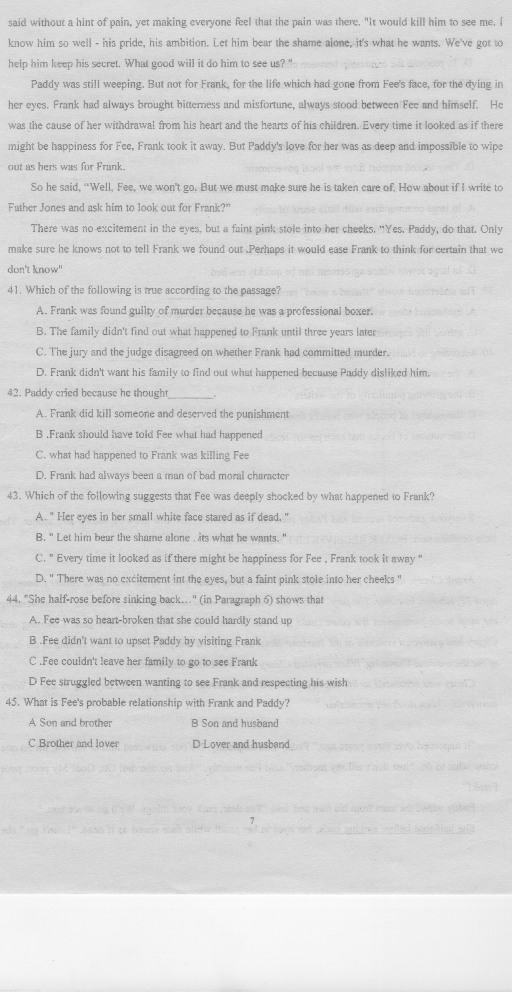 said without a hint of pain, yet making everyone feel that the pain was there. "It would kill him to see me. I
know him so well - his pride, his ambition. Let him bear the shame alone, it's what he wants. We've got to
help him keep his secret. What good will it do him to see us? "
Paddy was still weeping. But not for Frank, for the life which had gone from Fee's face, for the dying in
her eyes. Frank had always brought bitterness and misfortune, always stood between Fee and himself. He
was the cause of her withdrawal from his heart and the hearts of his children. Every time it looked as if there
might be happiness for Fee, Frank took it away. But Paddy's love for her was as deep and impossible to wipe
out as hers was for Frank.
So he said, "Well, Fee, we won't go. But we must make sure he is taken care of. How about if I write to
Father Jones and ask him to look out for Frank?"
There was no excitement in the eyes, but a faint pink stole into her cheeks. "Yes. Paddy, do that. Only
make sure he knows not to tell Frank we found out .Perhaps it would ease Frank to think for certain that we
don't know"
41. Which of the following is true according to the passage?
A. Frank was found guilty of murder because he was a professional boxer.
B. The family didn't find out what happened to Frank until three years later
C. The jury and the judge disagreed on whether Frank had committed murder.
D. Frank didn't want his family to find out what happened because Paddy disliked him.
42. Paddy cried because he thought________.
A. Frank did kill someone and deserved the punishment
B .Frank should have told Fee what had happened
C. what had happened to Frank was killing Fee
D. Frank had always been a man of bad moral character
43. Which of the following suggests that Fee was deeply shocked by what happened to Frank?
A. " Her eyes in her small white face stared as if dead. "
B. " Let him bear the shame alone . its what he wants. "
C. " Every time it looked as if there might be happiness for Fee , Frank took it away "
D. " There was no excitement int the eyes, but a faint pink stole into her cheeks "
44. "She half-rose before sinking back…" (in Paragraph 6) shows that
A. Fee was so heart-broken that she could hardly stand up
B .Fee didn't want to upset Paddy by visiting Frank
C .Fee couldn't leave her family to go to see Frank
D Fee struggled between wanting to see Frank and respecting his wish
45. What is Fee's probable relationship with Frank and Paddy?
A Son and brother B Son and husband
C Brother and lover D Lover and husband
7